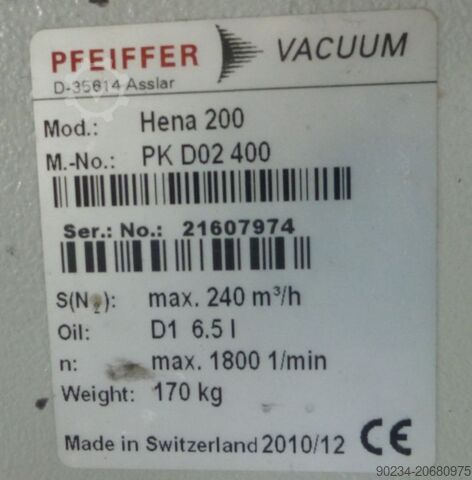 PFEIFFER VACUUM
D-35614 Asslar
Mod.: Hena 200
M.-No.: PK D02 400
Ser.: No.: 21607974
S(N₂): max. 240 m³/h
Oil: D1 6.5 l
n: max. 1800 1/min
Weight: 170 kg
Made in Switzerland 2010/12 CE
90234-20680975